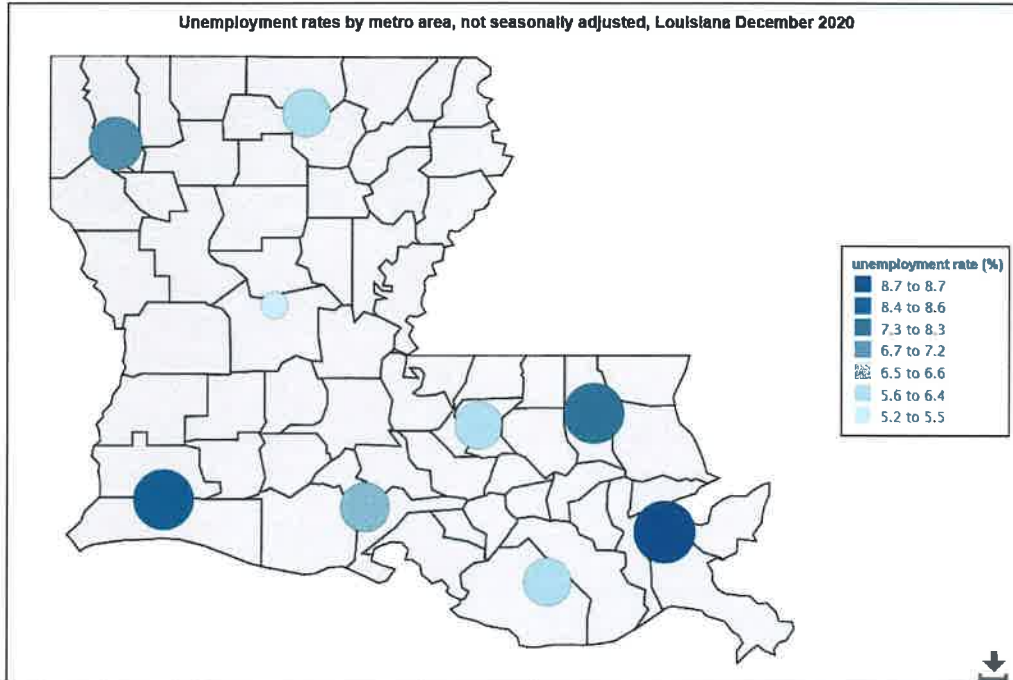 Unemployment rates by metro area, not seasonally adjusted, Louisiana December 2020
unemployment rate (%)
8.7 to 8.7
8.4 to 8.6
7.3 to 8.3
6.7 to 7.2
6.5 to 6.6
5.6 to 6.4
5.2 to 5.5